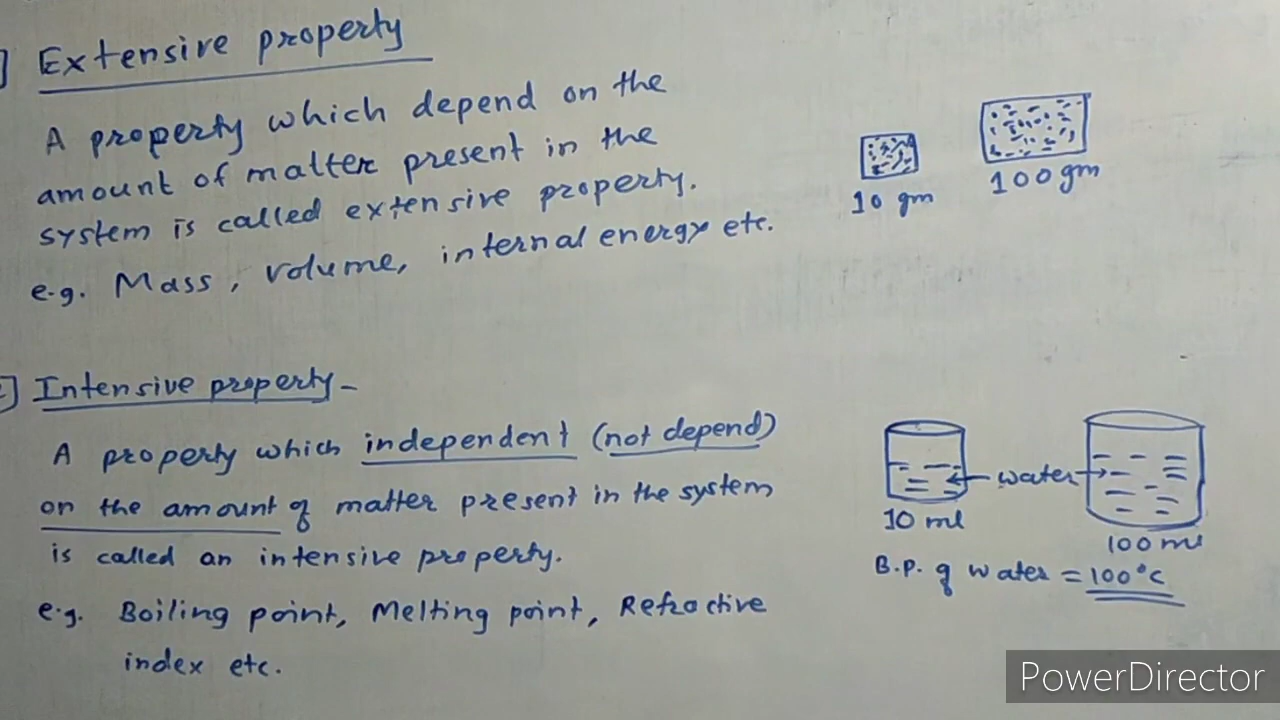 ] Extensive property
A property which depend on the
amount of matter present in the
system is called extensive property.
e.g. Mass, volume, internal energy etc.
10 gm
100 gm
] Intensive property-
A property which independent (not depend)
on the amount of matter present in the system
is called an intensive property.
e.g. Boiling point, Melting point, Refractive
index etc.
water
10 ml
100 ml
B.P. of water = 100°C
PowerDirector